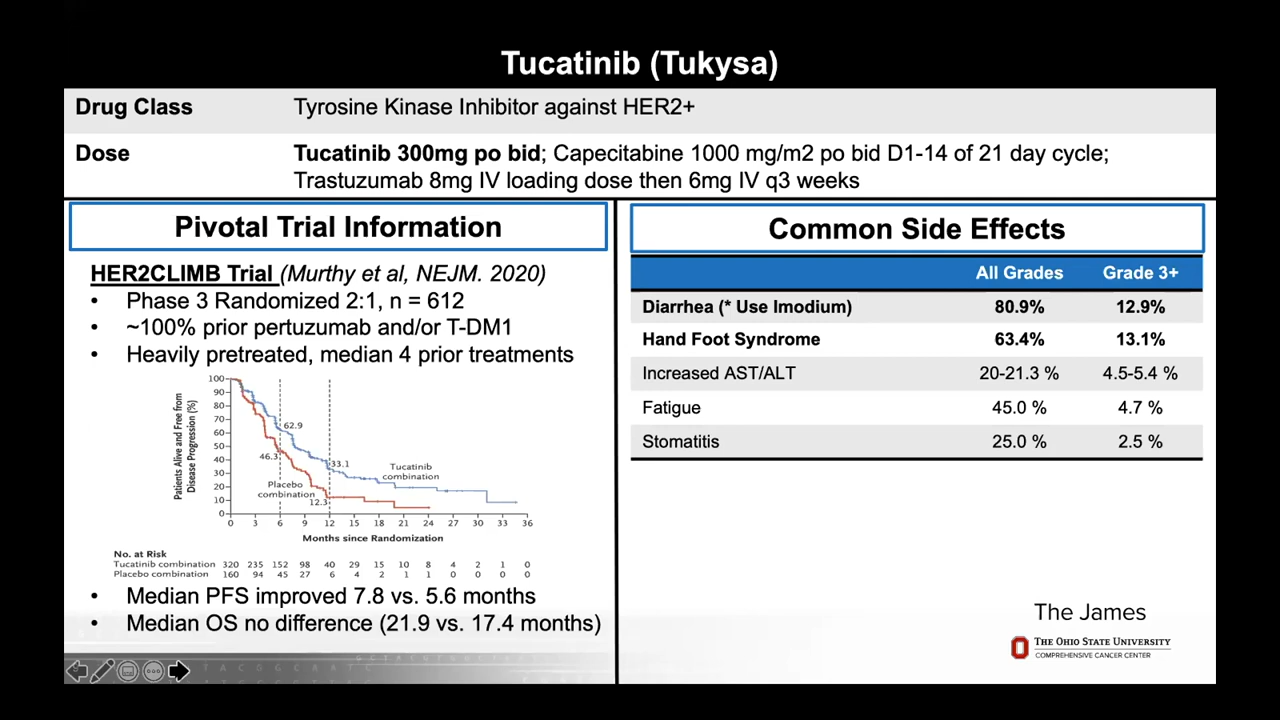 Tucatinib (Tukysa)
Drug Class Tyrosine Kinase Inhibitor against HER2+
Dose Tucatinib 300mg po bid; Capecitabine 1000 mg/m2 po bid D1-14 of 21 day cycle;
Trastuzumab 8mg IV loading dose then 6mg IV q3 weeks
Pivotal Trial Information
HER2CLIMB Trial (Murthy et al, NEJM. 2020)
• Phase 3 Randomized 2:1, n = 612
• ~100% prior pertuzumab and/or T-DM1
• Heavily pretreated, median 4 prior treatments
Patients Alive and Free from
Disease Progression (%)
100
90
80
70
60
50
40
30
20
10
0
62.9
46.3
33.1
12.3
Tucatinib
combination
Placebo
combination
0 3 6 9 12 15 18 21 24 27 30 33 36
Months since Randomization
No. at Risk
Tucatinib combination 320 235 152 98 40 29 15 10 8 4 2 1 0
Placebo combination 160 94 45 27 6 4 2 1 1 0 0 0 0
• Median PFS improved 7.8 vs. 5.6 months
• Median OS no difference (21.9 vs. 17.4 months)
Common Side Effects
All Grades Grade 3+
Diarrhea (* Use Imodium) 80.9% 12.9%
Hand Foot Syndrome 63.4% 13.1%
Increased AST/ALT 20-21.3 % 4.5-5.4 %
Fatigue 45.0 % 4.7 %
Stomatitis 25.0 % 2.5 %
The James
THE OHIO STATE UNIVERSITY
COMPREHENSIVE CANCER CENTER